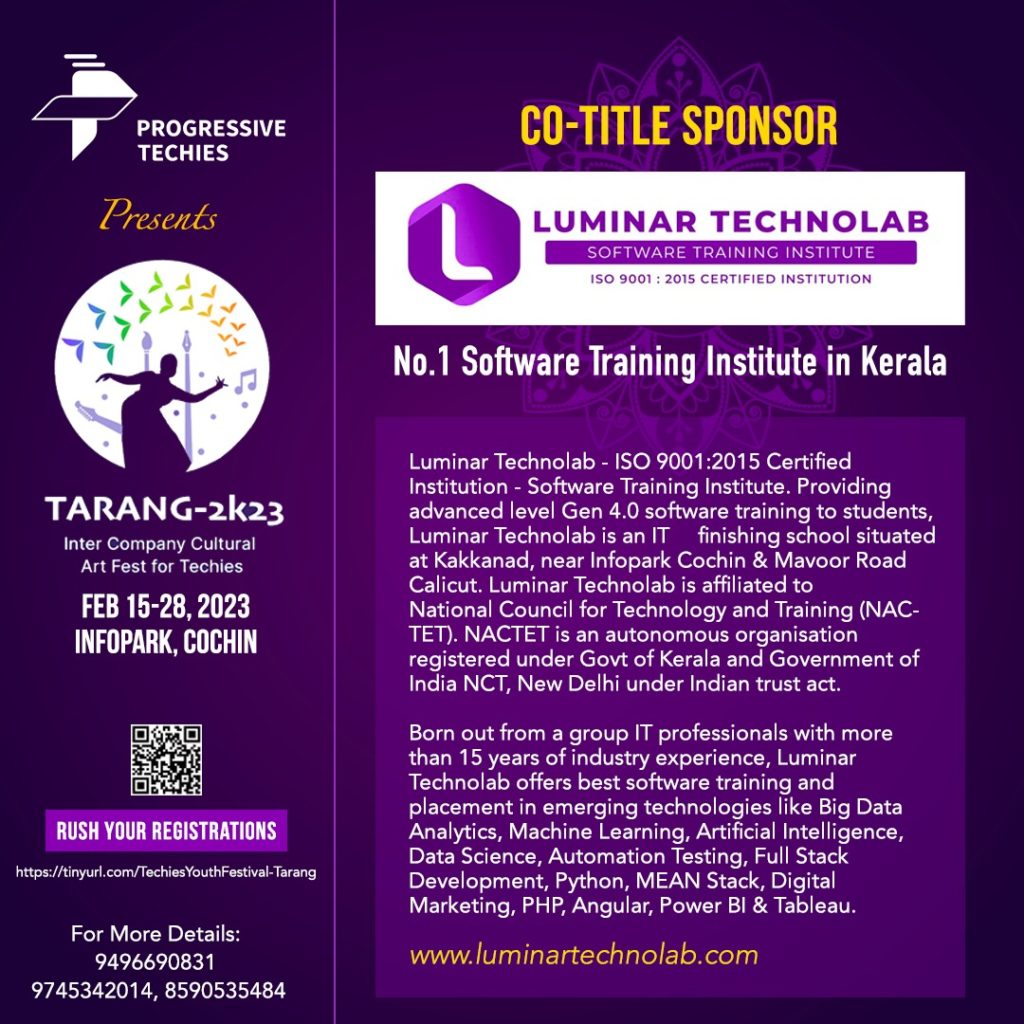 PROGRESSIVE
TECHIES
Presents
TARANG-2k23
Inter Company Cultural
Art Fest for Techies
FEB 15-28, 2023
INFOPARK, COCHIN
RUSH YOUR REGISTRATIONS
https://tinyurl.com/TechiesYouthFestival-Tarang
For More Details:
9496690831
9745342014, 8590535484
CO-TITLE SPONSOR
LUMINAR TECHNOLAB
SOFTWARE TRAINING INSTITUTE
ISO 9001 : 2015 CERTIFIED INSTITUTION
No.1 Software Training Institute in Kerala
Luminar Technolab - ISO 9001:2015 Certified
Institution - Software Training Institute. Providing
advanced level Gen 4.0 software training to students,
Luminar Technolab is an IT finishing school situated
at Kakkanad, near Infopark Cochin & Mavoor Road
Calicut. Luminar Technolab is affiliated to
National Council for Technology and Training (NAC-
TET). NACTET is an autonomous organisation
registered under Govt of Kerala and Government of
India NCT, New Delhi under Indian trust act.
Born out from a group IT professionals with more
than 15 years of industry experience, Luminar
Technolab offers best software training and
placement in emerging technologies like Big Data
Analytics, Machine Learning, Artificial Intelligence,
Data Science, Automation Testing, Full Stack
Development, Python, MEAN Stack, Digital
Marketing, PHP, Angular, Power BI & Tableau.
www.luminartechnolab.com